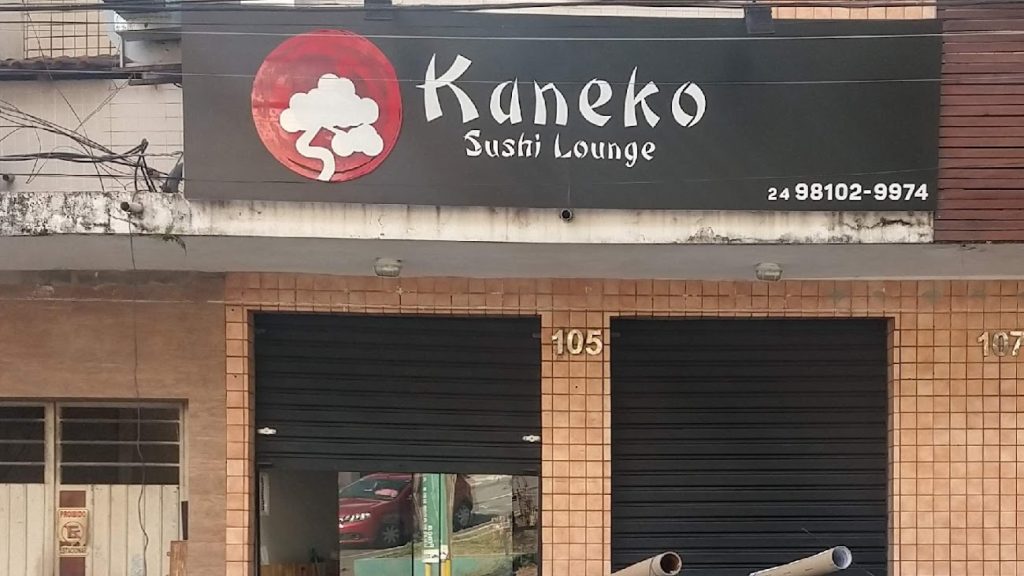 Kaneko
Sushi Lounge
24 98102-9974
105
107
PROIBIDO
E
ESTACIONAR